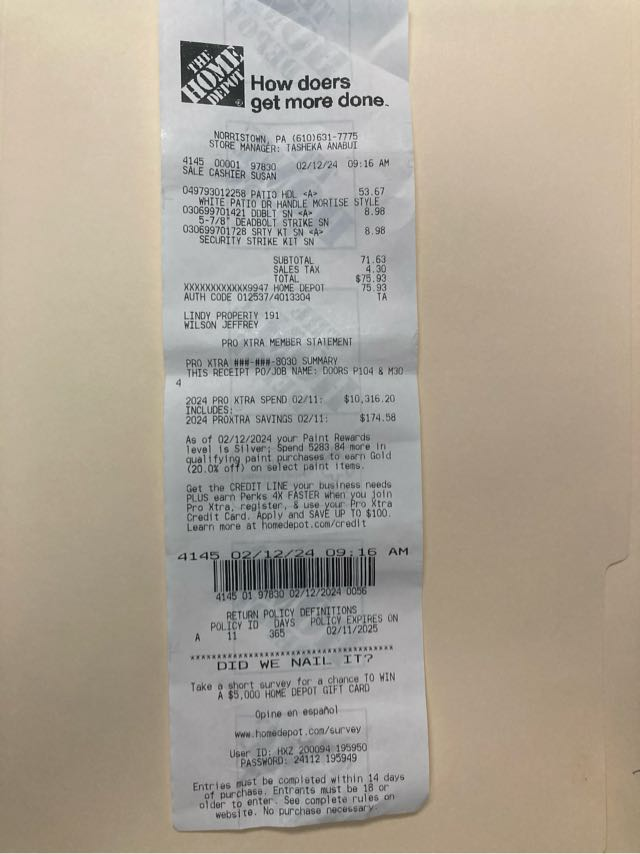 THE
HOME
DEPOT
How doers
get more done.
NORRISTOWN, PA (610)631-7775
STORE MANAGER: TASHEKA ANABUI
4145 00001 97830 02/12/24 09:16 AM
SALE CASHIER SUSAN
049793012258 PATIO HDL <A> 53.67
WHITE PATIO DR HANDLE MORTISE STYLE
030699701421 DDBLT SN <A> 8.98
5-7/8" DEADBOLT STRIKE SN
030699701728 SRTY KT SN <A> 8.98
SECURITY STRIKE KIT SN
SUBTOTAL 71.63
SALES TAX 4.30
TOTAL $75.93
XXXXXXXXXXXX9947 HOME DEPOT 75.93
AUTH CODE 012537/4013304 TA
LINDY PROPERTY 191
WILSON JEFFREY
PRO XTRA MEMBER STATEMENT
PRO XTRA ###-###-8030 SUMMARY
THIS RECEIPT PO/JOB NAME: DOORS P104 & M30
4
2024 PRO XTRA SPEND 02/11: $10,316.20
INCLUDES:
2024 PROXTRA SAVINGS 02/11: $174.58
As of 02/12/2024 your Paint Rewards
level is Silver; Spend 5283.84 more in
qualifying paint purchases to earn Gold
(20.0% off) on select paint items.
Get the CREDIT LINE your business needs
PLUS earn Perks 4X FASTER when you join
Pro Xtra, register, & use your Pro Xtra
Credit Card. Apply and SAVE UP TO $100.
Learn more at homedepot.com/credit
4145 02/12/24 09:16 AM
4145 01 97830 02/12/2024 0056
RETURN POLICY DEFINITIONS
POLICY ID DAYS POLICY EXPIRES ON
A 11 365 02/11/2025
***************************************
DID WE NAIL IT?
Take a short survey for a chance TO WIN
A $5,000 HOME DEPOT GIFT CARD
Opine en español
www.homedepot.com/survey
User ID: HXZ 200094 195950
PASSWORD: 24112 195949
Entries must be completed within 14 days
of purchase. Entrants must be 18 or
older to enter. See complete rules on
website. No purchase necessary.